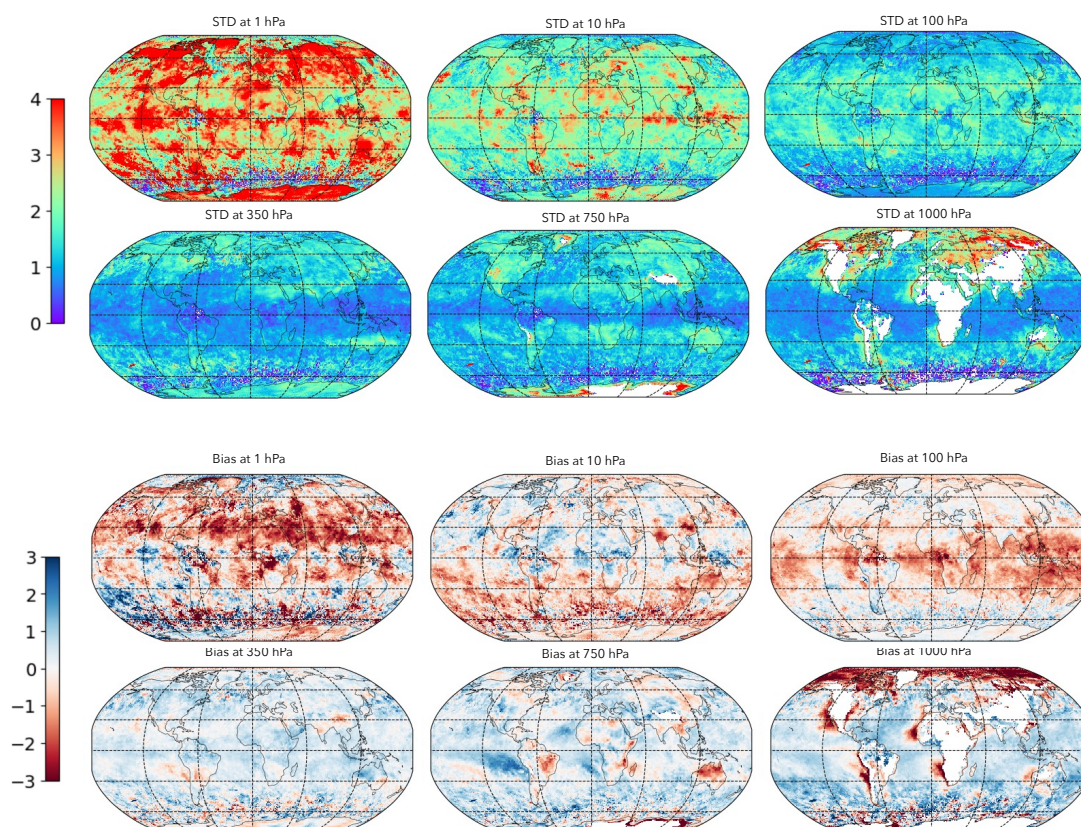 STD at 1 hPa
STD at 10 hPa
STD at 100 hPa
4
3
2
1
0
STD at 350 hPa
STD at 750 hPa
STD at 1000 hPa
Bias at 1 hPa
Bias at 10 hPa
Bias at 100 hPa
3
2
1
0
−1
−2
−3
Bias at 350 hPa
Bias at 750 hPa
Bias at 1000 hPa